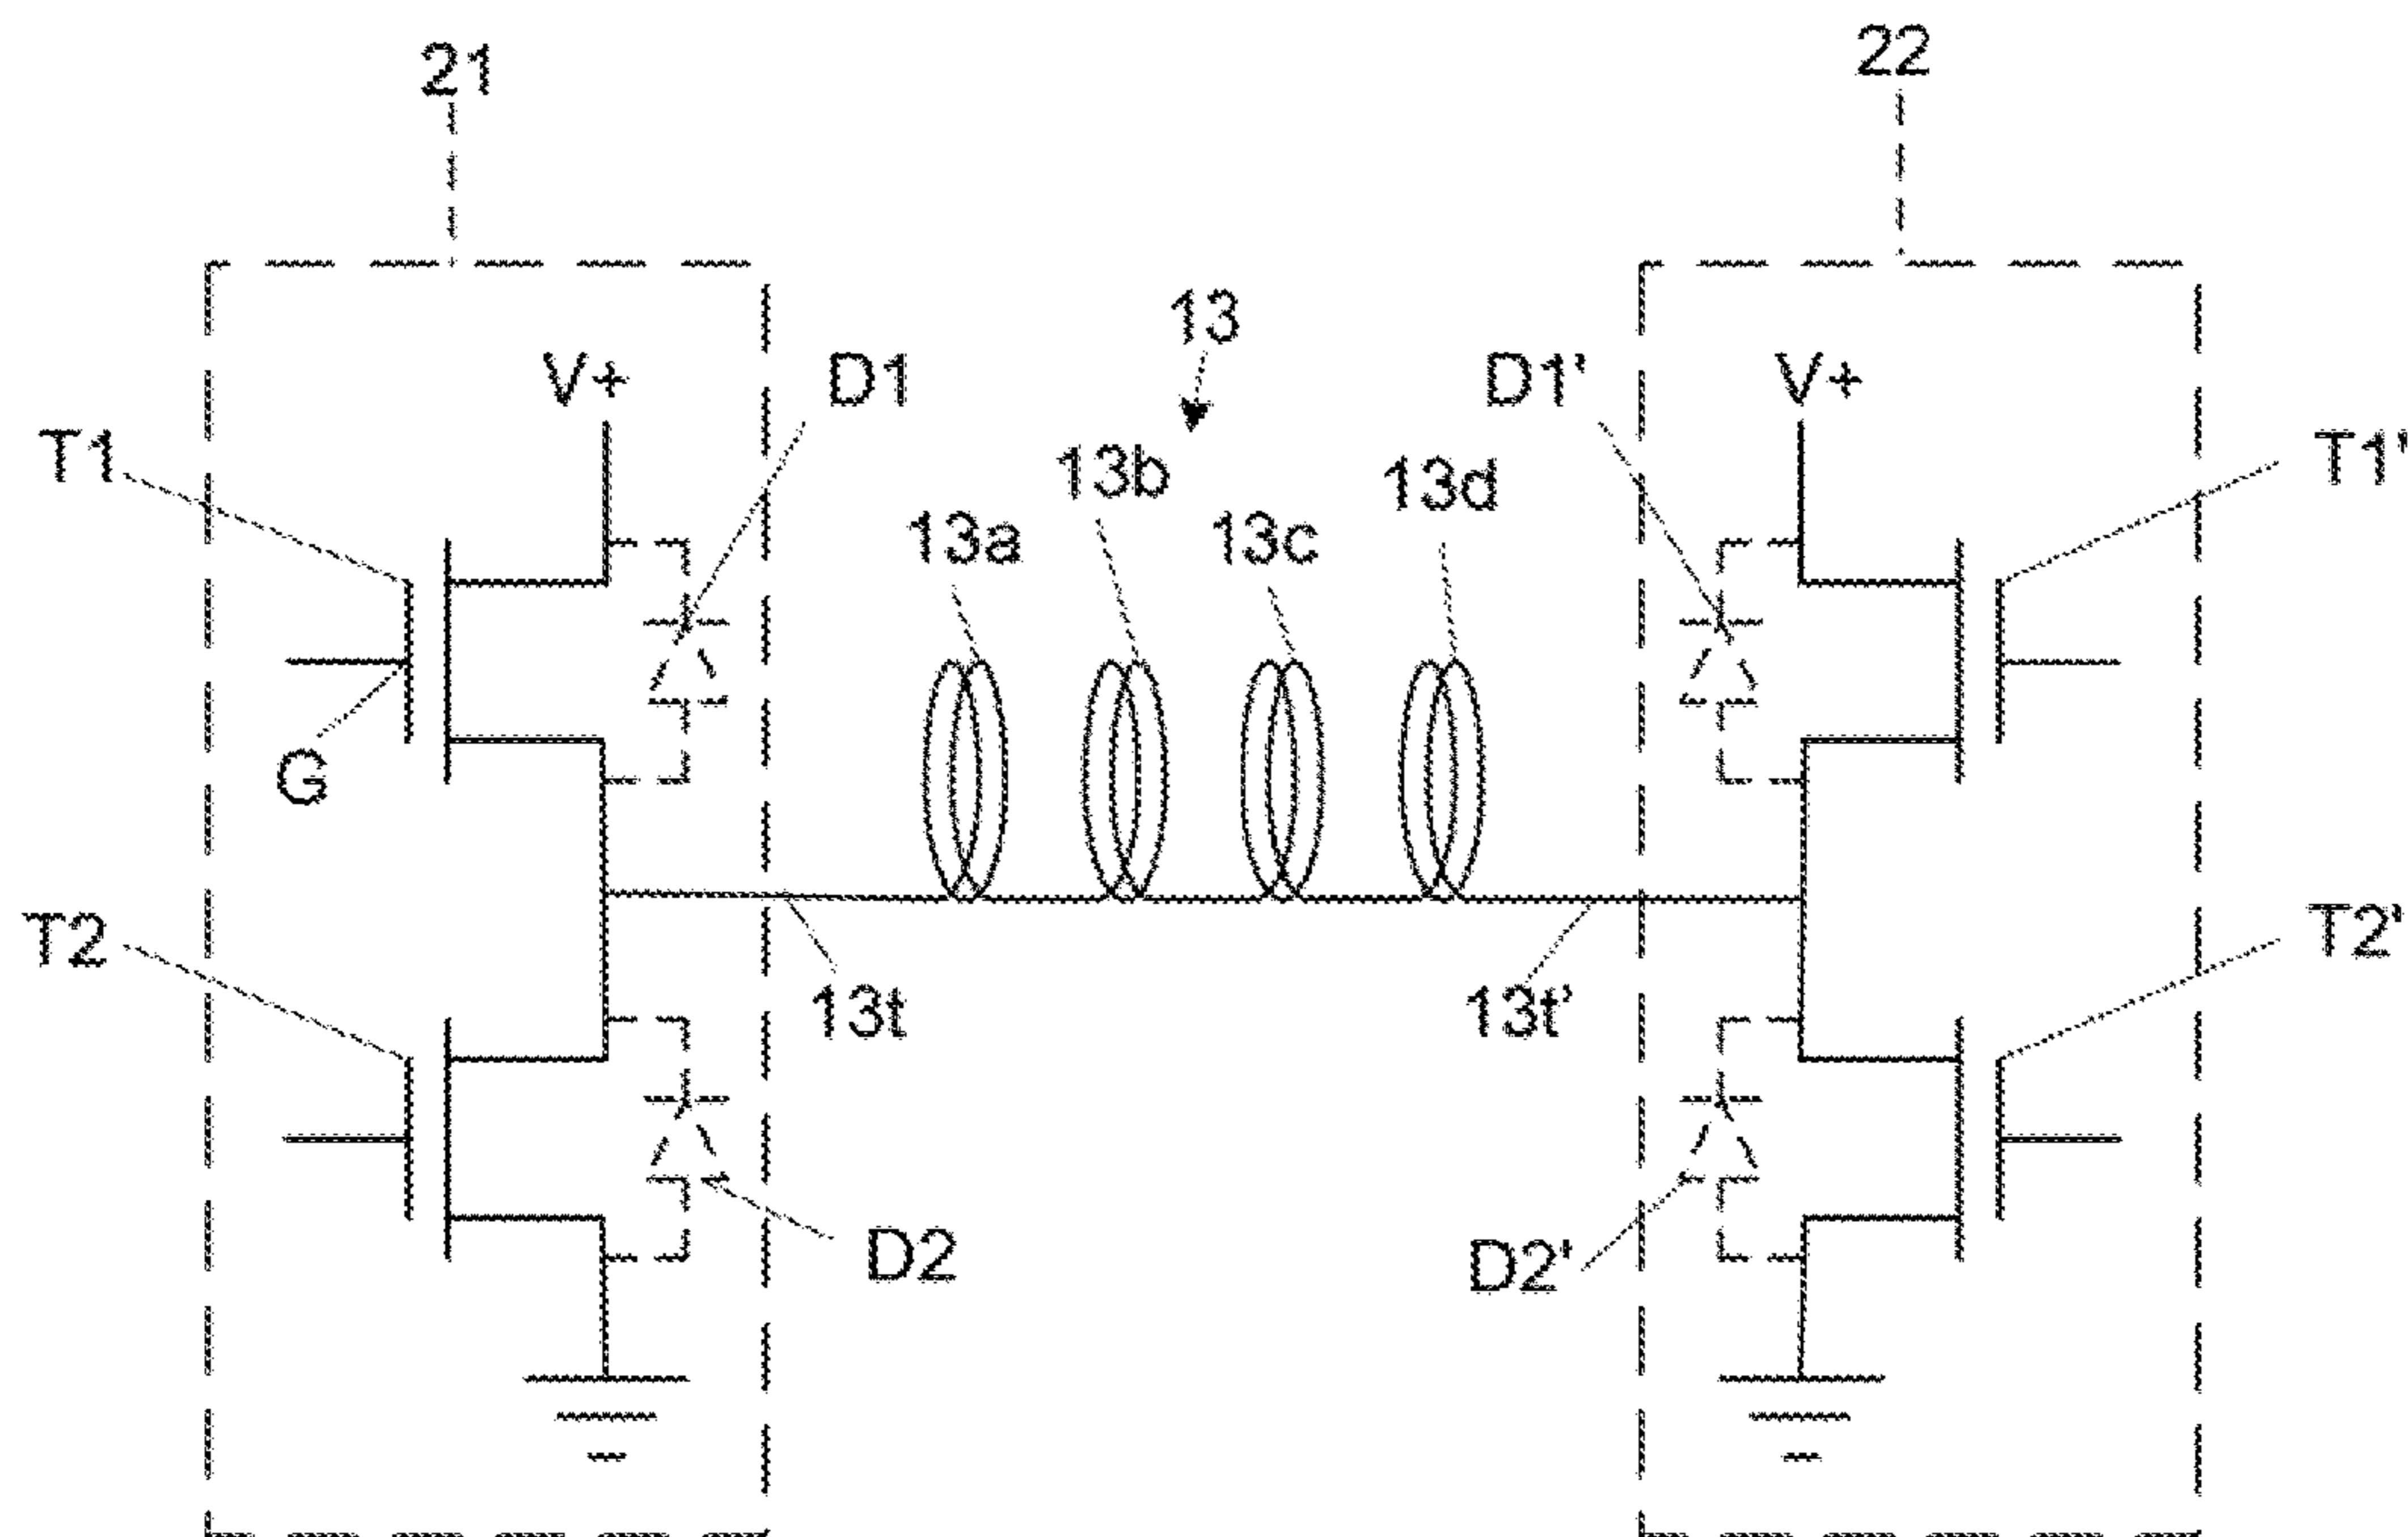 21
22
13
V+
D1
D1'
V+
T1
13b
13d
T1'
13a
13c
G
T2
T2'
13t
13t'
D2
D2'